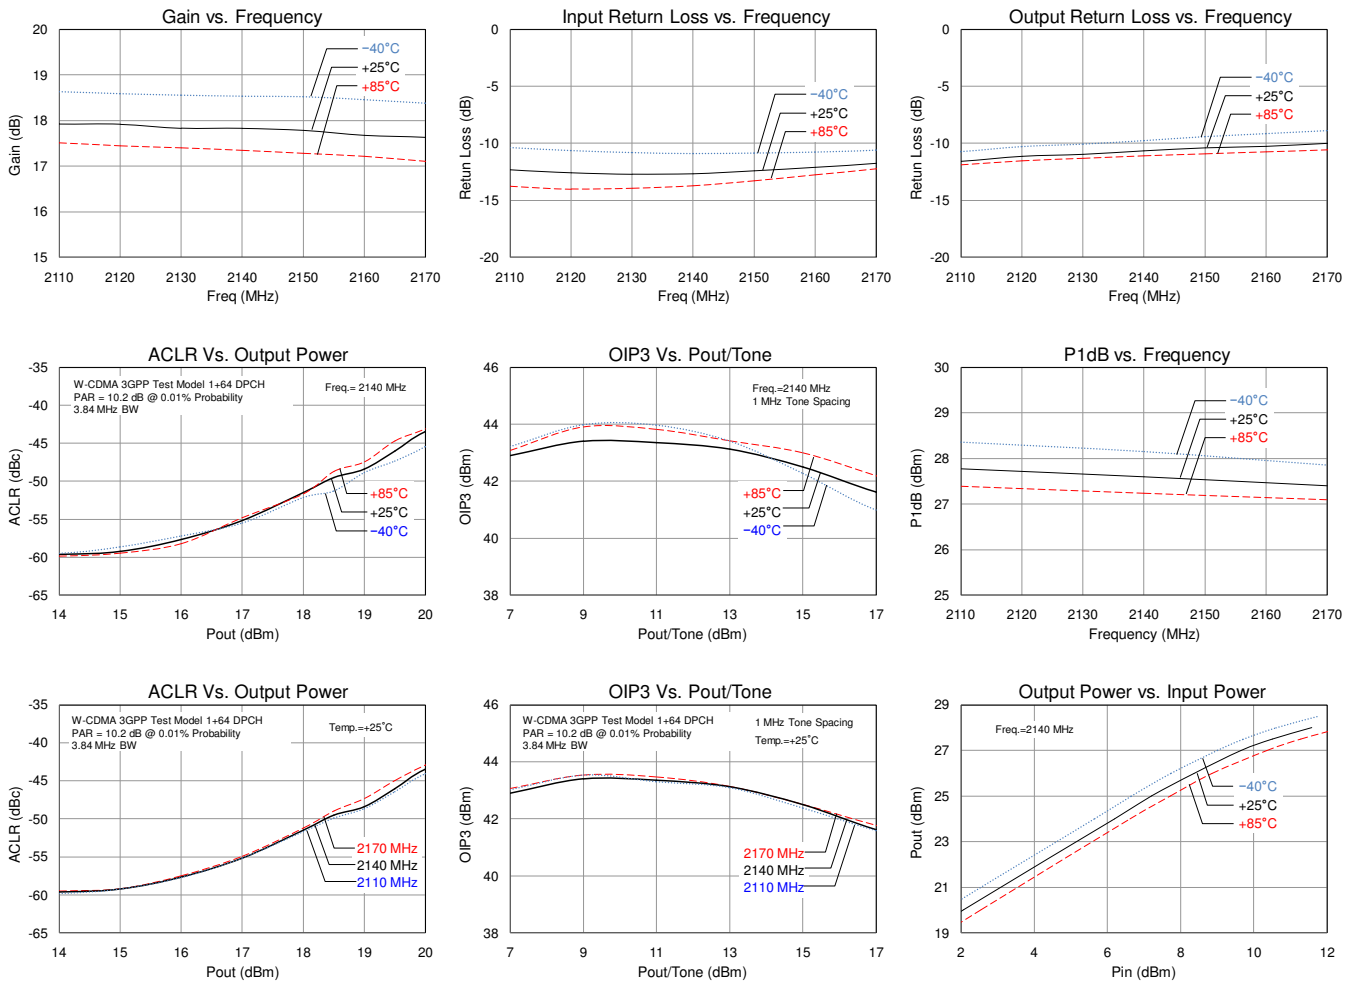 Gain vs. Frequency
20
19
18
17
16
15
Gain (dB)
−40°C
+25°C
+85°C
2110 2120 2130 2140 2150 2160 2170
Freq (MHz)
Input Return Loss vs. Frequency
0
-5
-10
-15
-20
Retun Loss (dB)
−40°C
+25°C
+85°C
2110 2120 2130 2140 2150 2160 2170
Freq (MHz)
Output Return Loss vs. Frequency
0
-5
-10
-15
-20
Return Loss (dB)
−40°C
+25°C
+85°C
2110 2120 2130 2140 2150 2160 2170
Freq (MHz)
ACLR Vs. Output Power
-35
-40
-45
-50
-55
-60
-65
ACLR (dBc)
W-CDMA 3GPP Test Model 1+64 DPCH
PAR = 10.2 dB @ 0.01% Probability
3.84 MHz BW
Freq.= 2140 MHz
+85°C
+25°C
−40°C
14 15 16 17 18 19 20
Pout (dBm)
OIP3 Vs. Pout/Tone
46
44
42
40
38
OIP3 (dBm)
Freq.=2140 MHz
1 MHz Tone Spacing
+85°C
+25°C
−40°C
7 9 11 13 15 17
Pout/Tone (dBm)
P1dB vs. Frequency
30
29
28
27
26
25
P1dB (dBm)
−40°C
+25°C
+85°C
2110 2120 2130 2140 2150 2160 2170
Frequency (MHz)
ACLR Vs. Output Power
-35
-40
-45
-50
-55
-60
-65
ACLR (dBc)
W-CDMA 3GPP Test Model 1+64 DPCH
PAR = 10.2 dB @ 0.01% Probability
3.84 MHz BW
Temp.=+25°C
2170 MHz
2140 MHz
2110 MHz
14 15 16 17 18 19 20
Pout (dBm)
OIP3 Vs. Pout/Tone
46
44
42
40
38
OIP3 (dBm)
W-CDMA 3GPP Test Model 1+64 DPCH
PAR = 10.2 dB @ 0.01% Probability
3.84 MHz BW
1 MHz Tone Spacing
Temp.=+25°C
2170 MHz
2140 MHz
2110 MHz
7 9 11 13 15 17
Pout/Tone (dBm)
Output Power vs. Input Power
29
27
25
23
21
19
Pout (dBm)
Freq.=2140 MHz
−40°C
+25°C
+85°C
2 4 6 8 10 12
Pin (dBm)